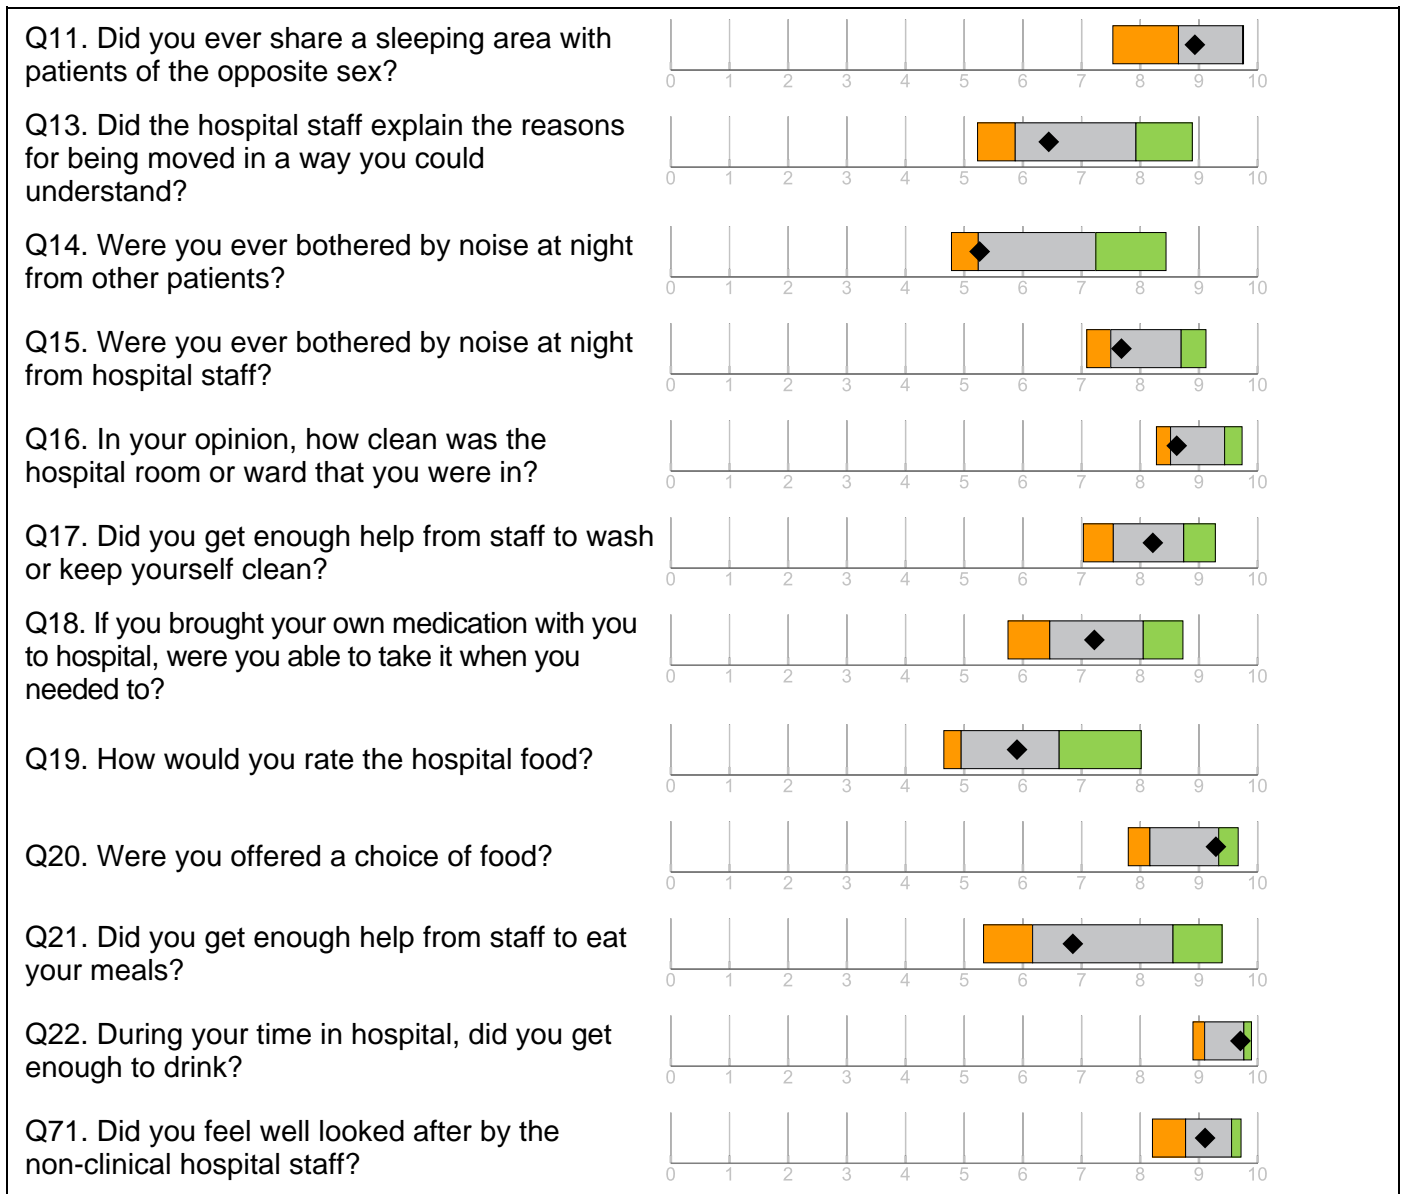 Q11. Did you ever share a sleeping area with
patients of the opposite sex?
0 1 2 3 4 5 6 7 8 9 10
Q13. Did the hospital staff explain the reasons
for being moved in a way you could
understand?
0 1 2 3 4 5 6 7 8 9 10
Q14. Were you ever bothered by noise at night
from other patients?
0 1 2 3 4 5 6 7 8 9 10
Q15. Were you ever bothered by noise at night
from hospital staff?
0 1 2 3 4 5 6 7 8 9 10
Q16. In your opinion, how clean was the
hospital room or ward that you were in?
0 1 2 3 4 5 6 7 8 9 10
Q17. Did you get enough help from staff to wash
or keep yourself clean?
0 1 2 3 4 5 6 7 8 9 10
Q18. If you brought your own medication with you
to hospital, were you able to take it when you
needed to?
0 1 2 3 4 5 6 7 8 9 10
Q19. How would you rate the hospital food?
0 1 2 3 4 5 6 7 8 9 10
Q20. Were you offered a choice of food?
0 1 2 3 4 5 6 7 8 9 10
Q21. Did you get enough help from staff to eat
your meals?
0 1 2 3 4 5 6 7 8 9 10
Q22. During your time in hospital, did you get
enough to drink?
0 1 2 3 4 5 6 7 8 9 10
Q71. Did you feel well looked after by the
non-clinical hospital staff?
0 1 2 3 4 5 6 7 8 9 10